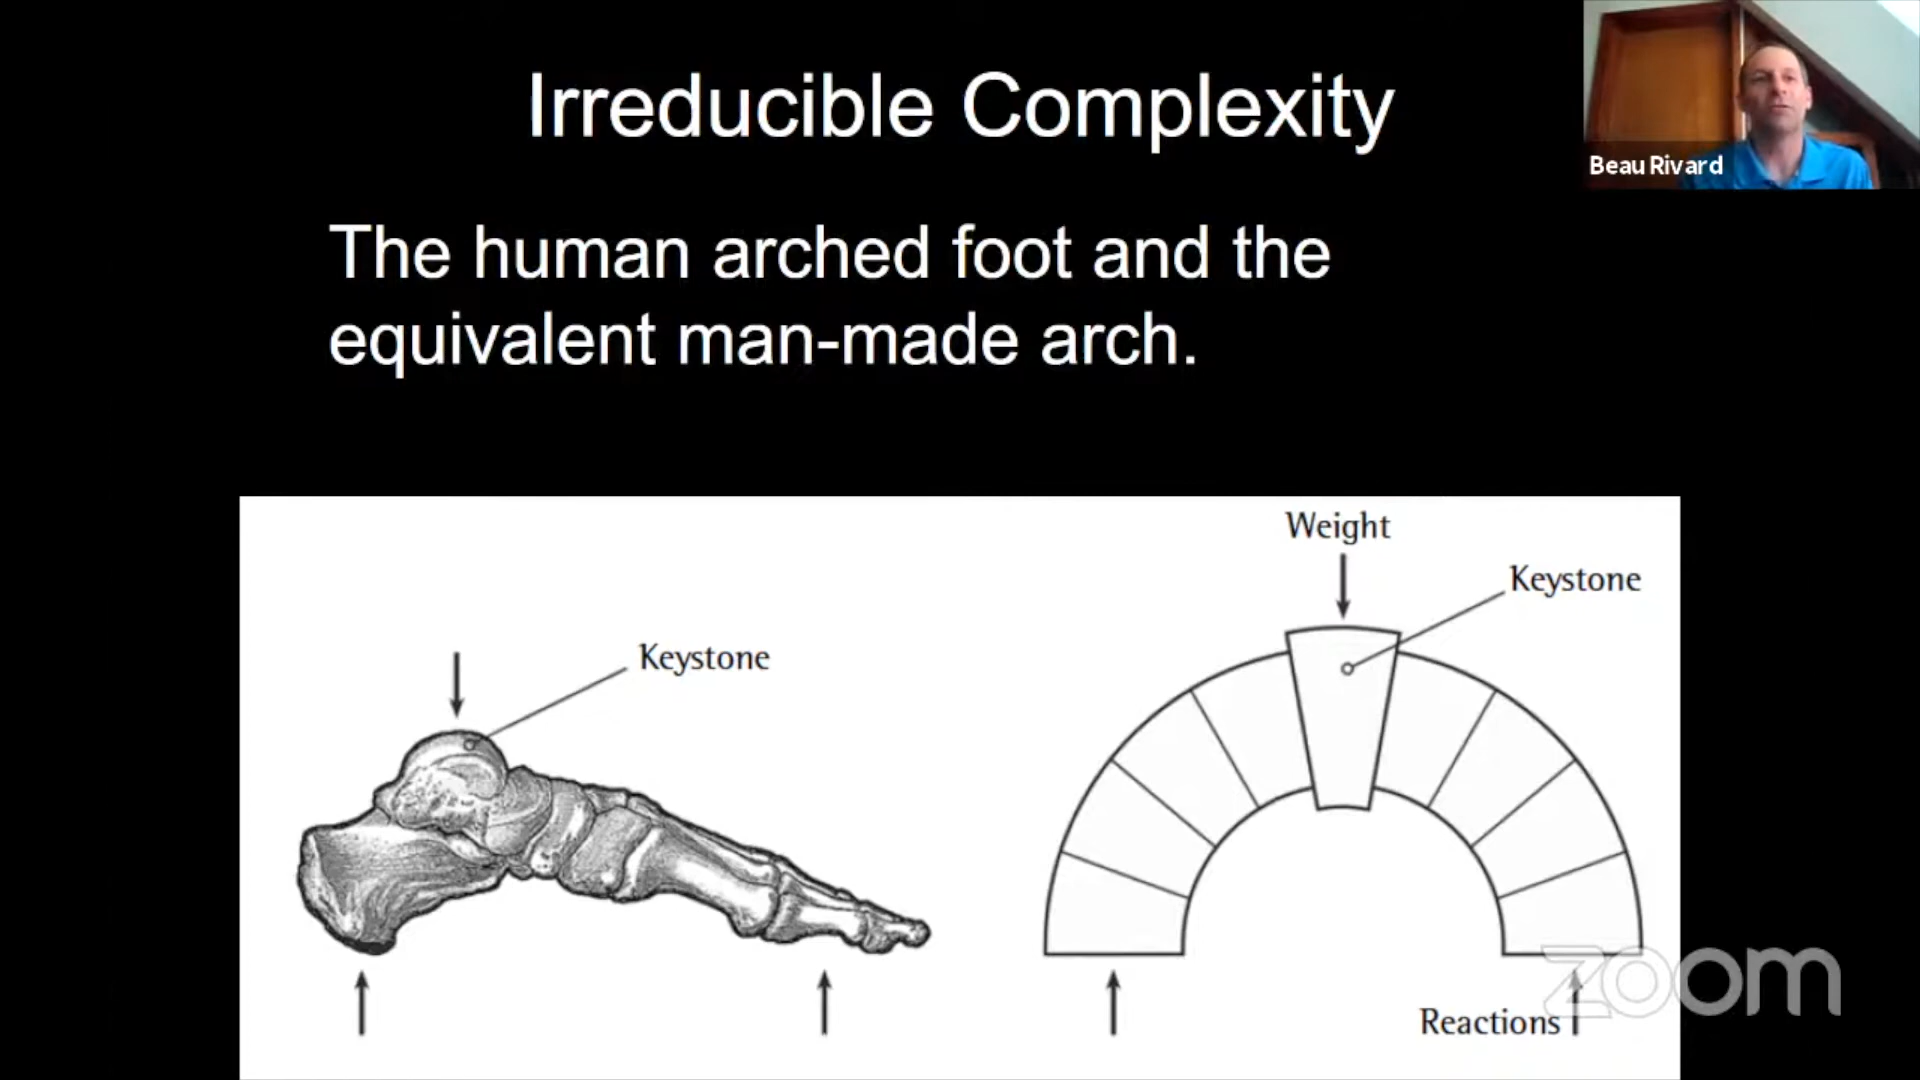 Irreducible Complexity
Beau Rivard
The human arched foot and the
equivalent man-made arch.
Weight
Keystone
Keystone
Reactions
zoom